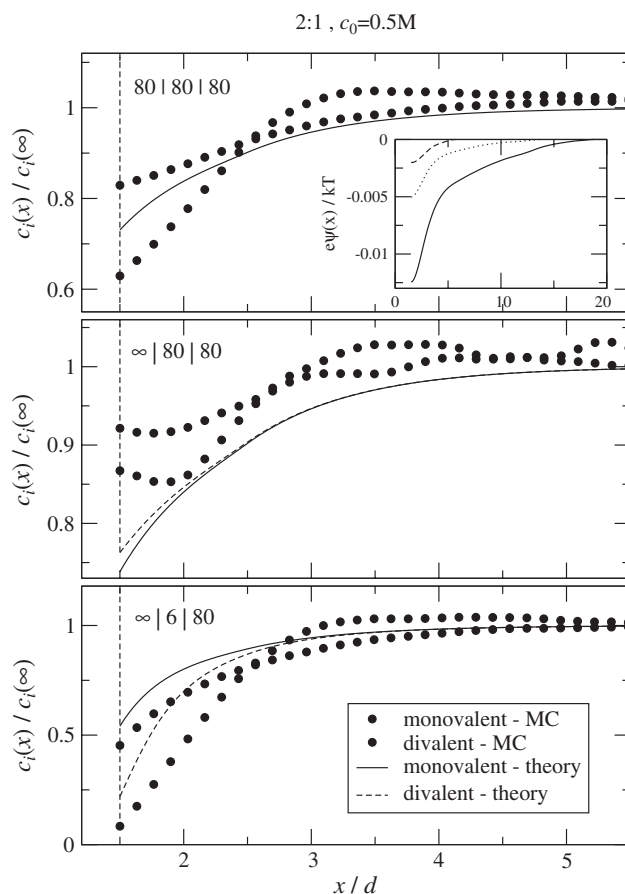 2:1 , c₀=0.5M
80 | 80 | 80
1
0.8
0.6
cᵢ(x) / cᵢ(∞)
0
-0.005
-0.01
eψ(x) / kT
0 10 20
∞ | 80 | 80
1
0.9
0.8
cᵢ(x) / cᵢ(∞)
∞ | 6 | 80
1
0.5
0
cᵢ(x) / cᵢ(∞)
monovalent - MC
divalent - MC
monovalent - theory
divalent - theory
2 3 4 5
x / d